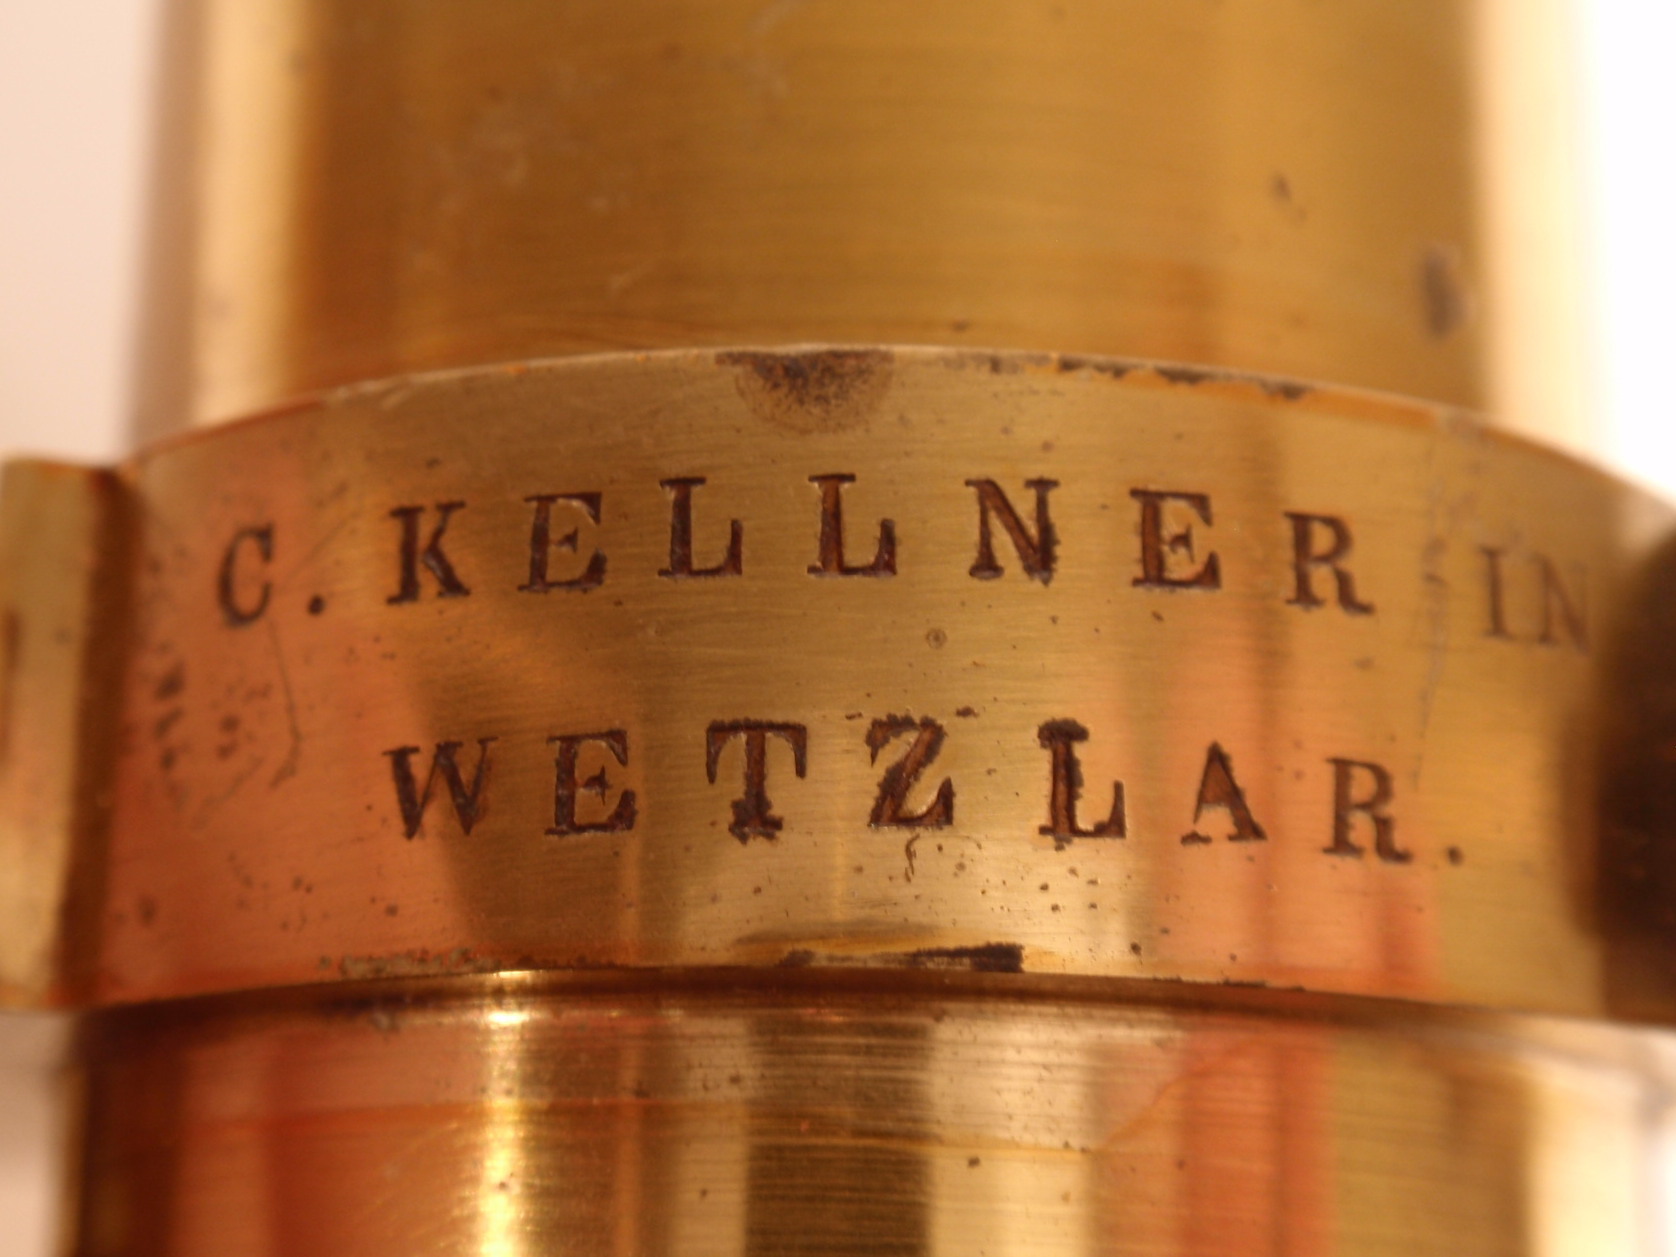 C. KELLNER IN
WETZLAR.